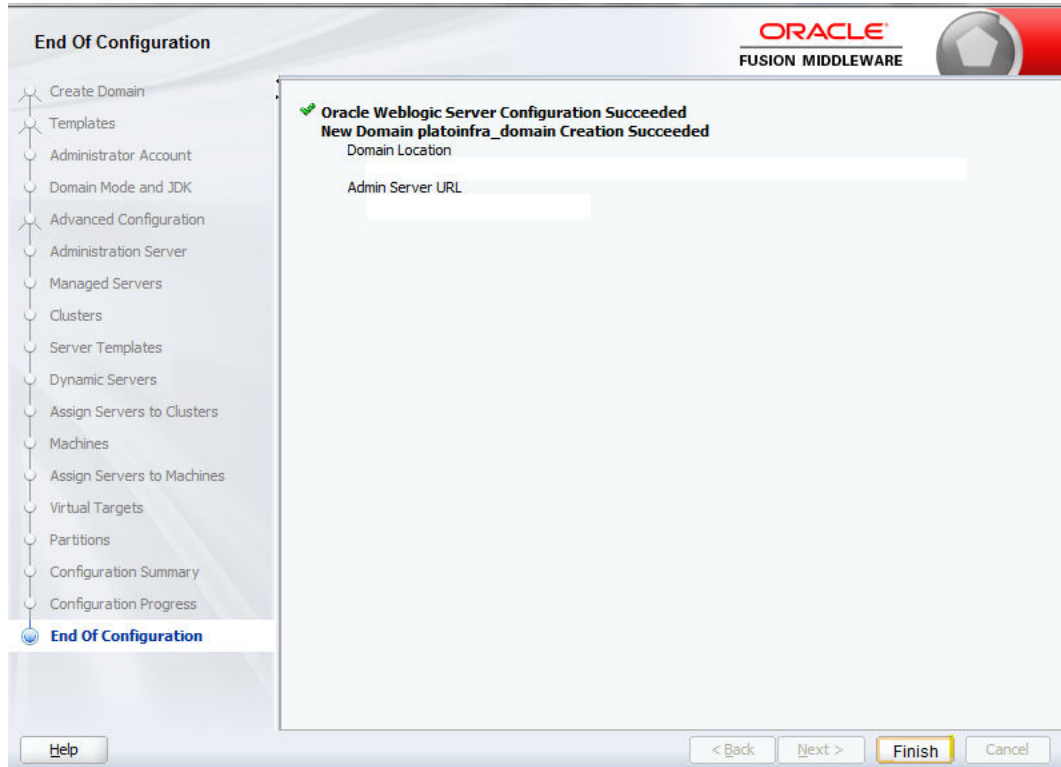 End Of Configuration
ORACLE
FUSION MIDDLEWARE
Create Domain
Templates
Administrator Account
Domain Mode and JDK
Advanced Configuration
Administration Server
Managed Servers
Clusters
Server Templates
Dynamic Servers
Assign Servers to Clusters
Machines
Assign Servers to Machines
Virtual Targets
Partitions
Configuration Summary
Configuration Progress
End Of Configuration
Oracle Weblogic Server Configuration Succeeded
New Domain platoinfra_domain Creation Succeeded
Domain Location
Admin Server URL
Help
< Back
Next >
Finish
Cancel